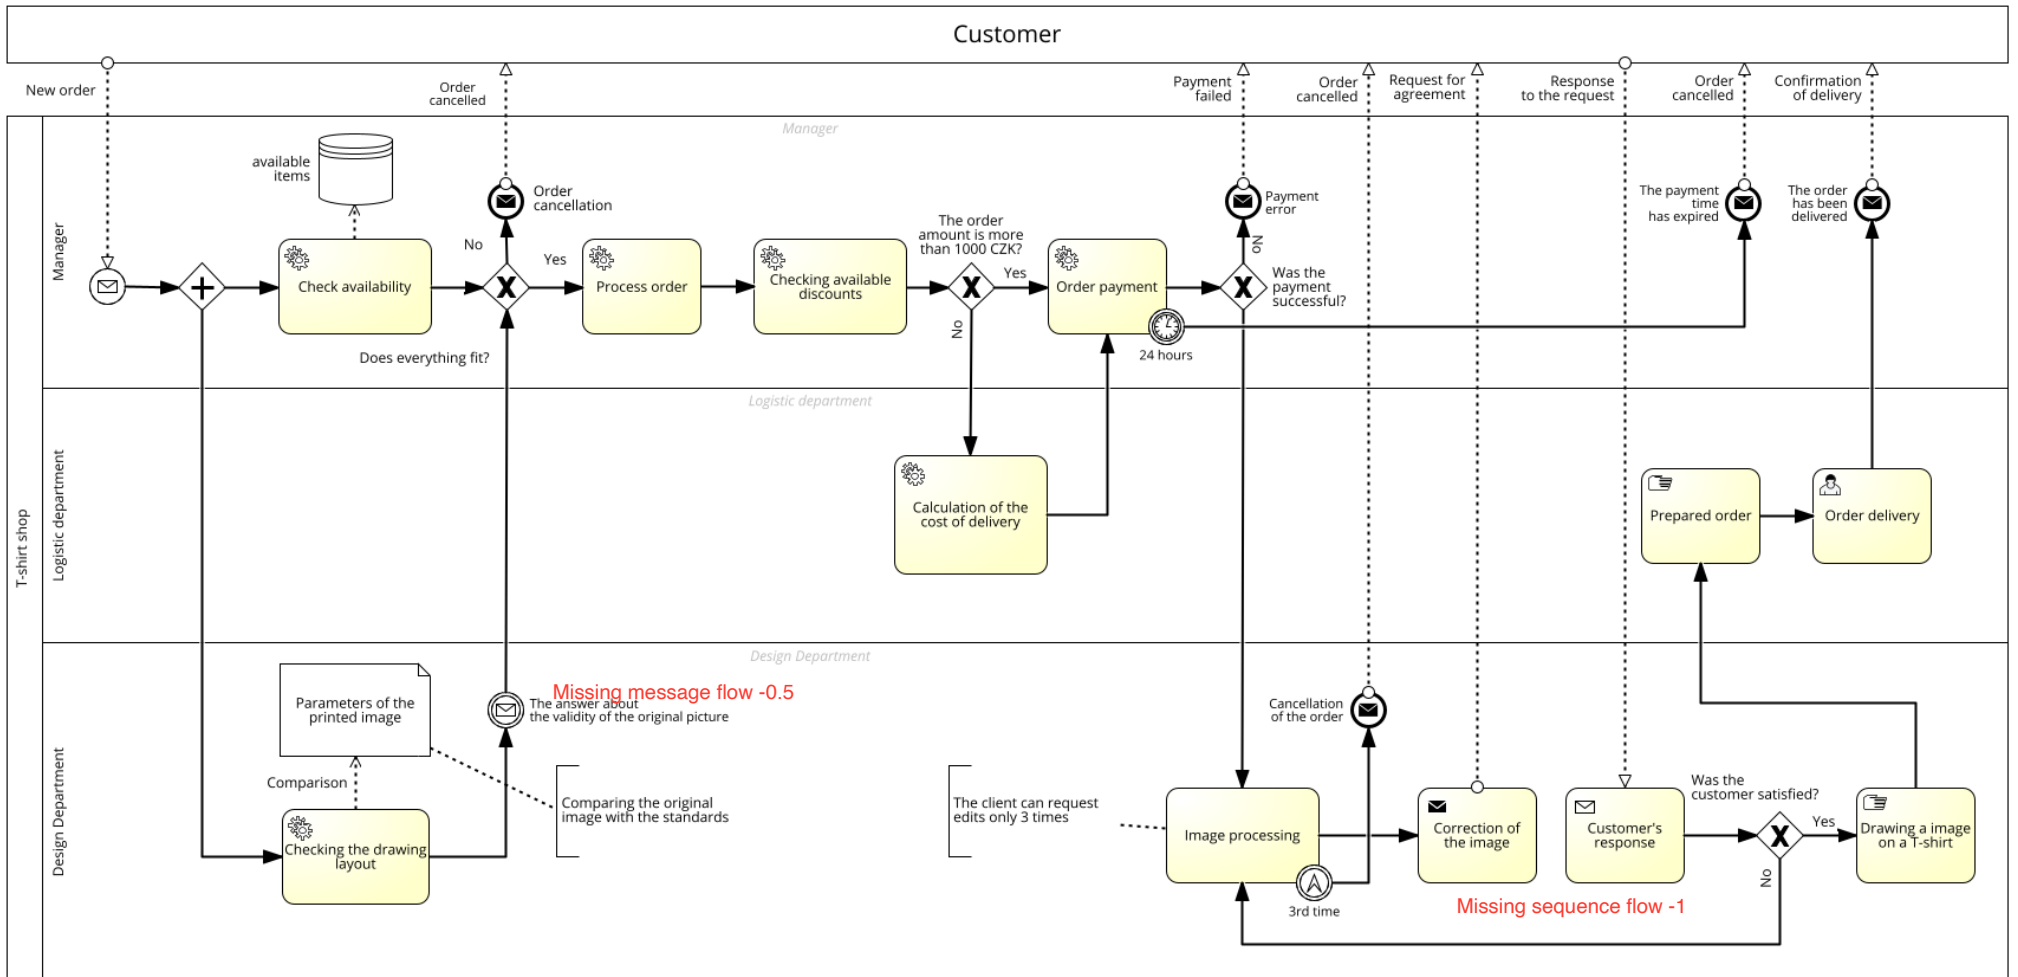 Customer
New order
Order
cancelled
Payment
failed
Order
cancelled
Request for
agreement
Response
to the request
Order
cancelled
Confirmation
of delivery
T-shirt shop
Manager
Manager
available
items
Order
cancellation
No
Yes
Check availability
Does everything fit?
Process order
Checking available
discounts
The order
amount is more
than 1000 CZK?
Yes
No
Order payment
24 hours
Payment
error
No
Was the
payment
successful?
The payment
time
has expired
The order
has been
delivered
Logistic department
Logistic department
Calculation of the
cost of delivery
Prepared order
Order delivery
Design Department
Design Department
Parameters of the
printed image
Comparison
Checking the drawing
layout
Missing message flow -0.5
The answer about
the validity of the original picture
Comparing the original
image with the standards
The client can request
edits only 3 times
Cancellation
of the order
Image processing
3rd time
Correction of
the image
Customer's
response
Missing sequence flow -1
Was the
customer satisfied?
Yes
No
Drawing a image
on a T-shirt